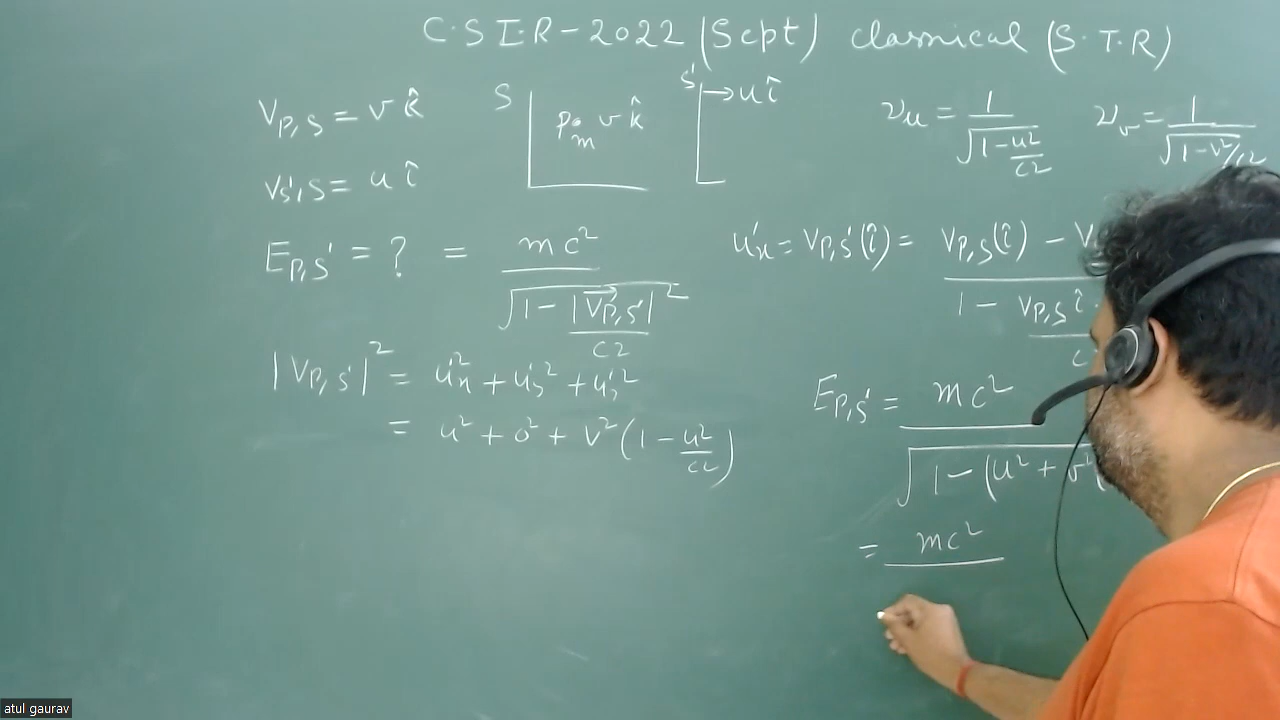 C.S.I.R-2022 (Sept) classical (S.T.R)
V_{P,S} = v k̂
V_{S',S} = u î
S
P m v k̂
S' → u î
γ_u = 1/√(1 - u²/c²)
γ_v = 1/√(1 - v²/c²)
E_{P,S'} = ? = mc²/√(1 - |V⃗_{P,S'}|²/c²)
u'_x = V_{P,S'}(î) = V_{P,S}(î) - V
1 - V_{P,S} î .
|V_{P,S'}|² = u'_x² + u'_y² + u'_z²
= u² + 0² + v²(1 - u²/c²)
E_{P,S'} = mc²
√ 1 - (u² + v²(
= mc²
atul gaurav